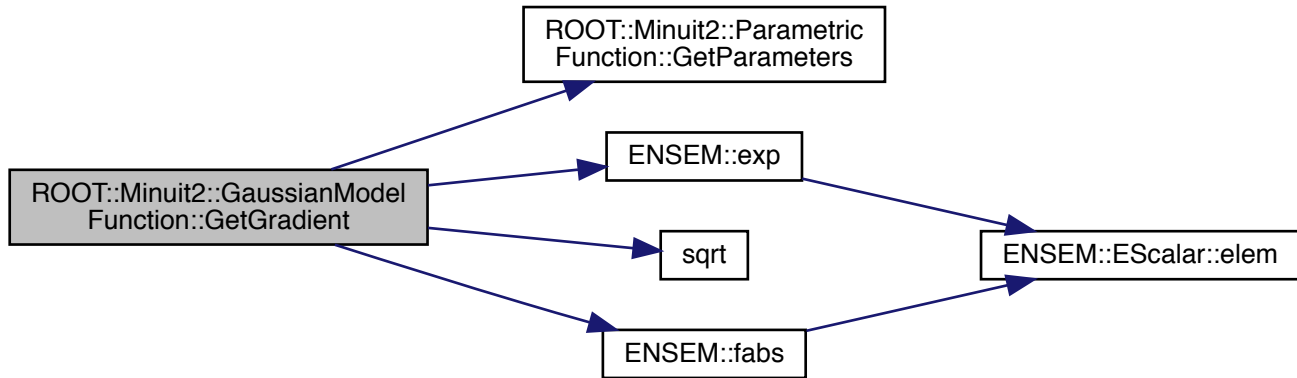 ROOT::Minuit2::Parametric
Function::GetParameters
ENSEM::exp
ROOT::Minuit2::GaussianModel
Function::GetGradient
sqrt
ENSEM::EScalar::elem
ENSEM::fabs